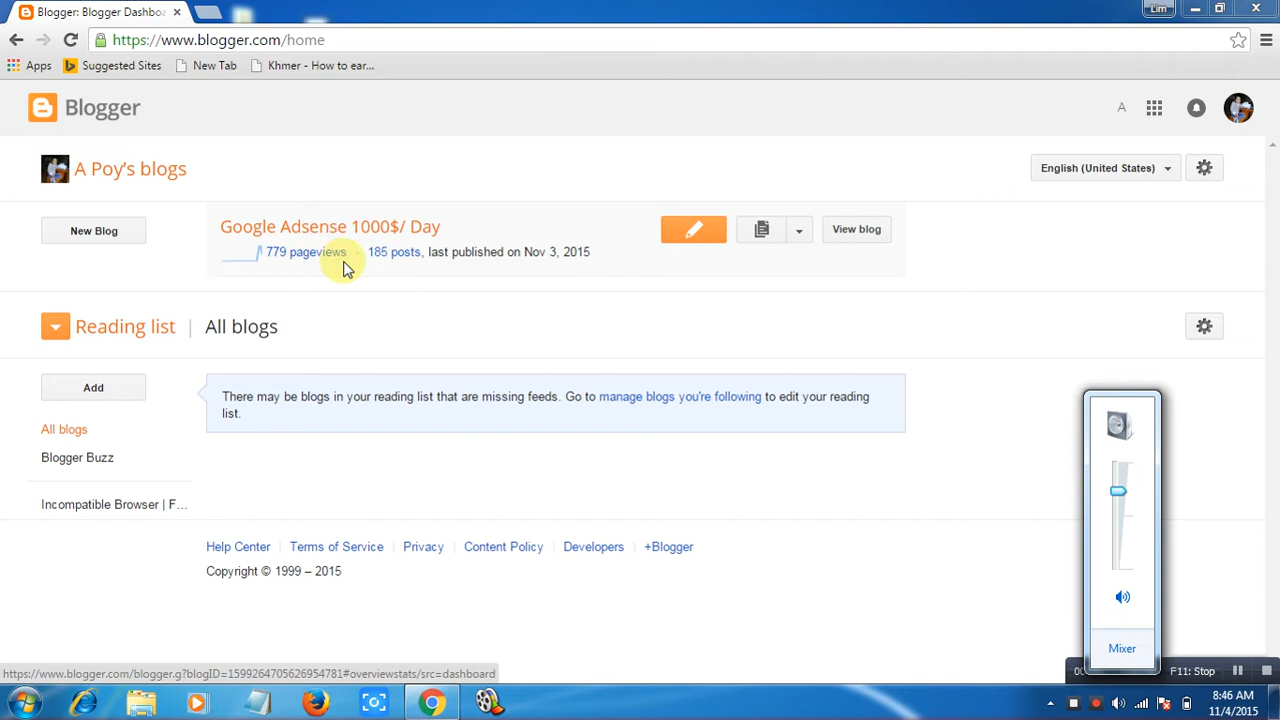 Blogger: Blogger Dashbo
Lim
https://www.blogger.com/home
Apps
Suggested Sites
New Tab
Khmer - How to ear...
Blogger
A
A Poy's blogs
English (United States)
New Blog
Google Adsense 1000$/ Day
779 pageviews - 185 posts, last published on Nov 3, 2015
View blog
Reading list | All blogs
Add
There may be blogs in your reading list that are missing feeds. Go to manage blogs you're following to edit your reading
list.
All blogs
Blogger Buzz
Incompatible Browser | F...
Help Center
Terms of Service
Privacy
Content Policy
Developers
+Blogger
Copyright © 1999 – 2015
Mixer
https://www.blogger.com/blogger.g?blogID=1599264705626954781#overviewstats/src=dashboard
F11: Stop
8:46 AM
11/4/2015